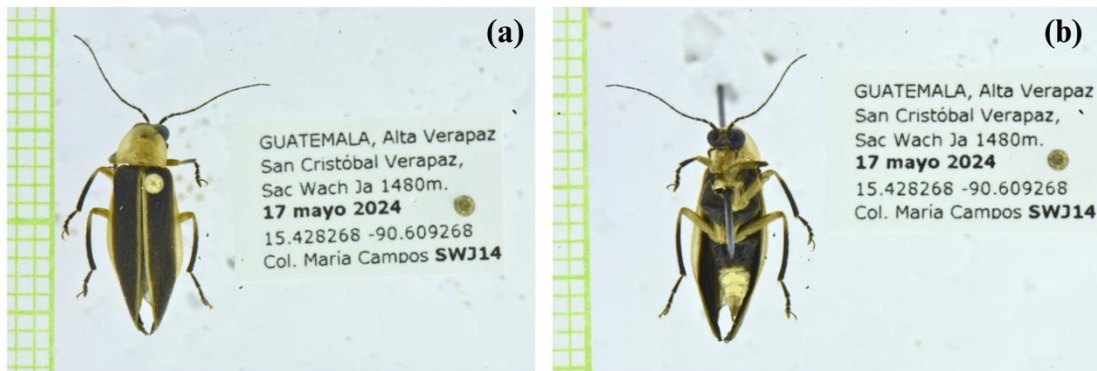 (a)
GUATEMALA, Alta Verapaz
San Cristóbal Verapaz,
Sac Wach Ja 1480m.
17 mayo 2024
15.428268 -90.609268
Col. María Campos SWJ14
(b)
GUATEMALA, Alta Verapaz
San Cristóbal Verapaz,
Sac Wach Ja 1480m.
17 mayo 2024
15.428268 -90.609268
Col. María Campos SWJ14